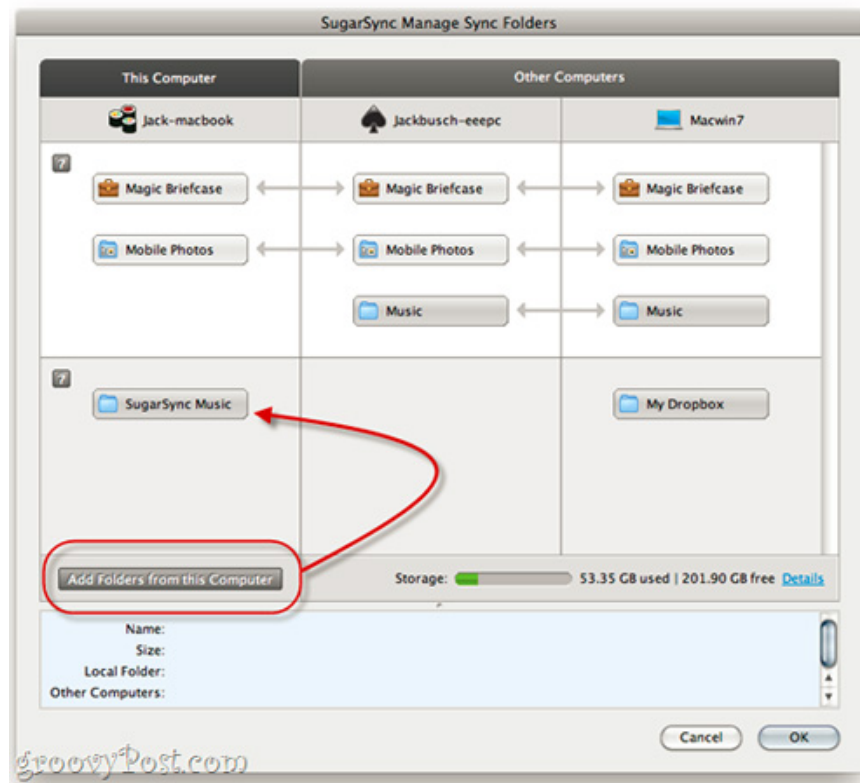 SugarSync Manage Sync Folders
This Computer Other Computers
Jack-macbook Jackbusch-eeepc Macwin7
?
Magic Briefcase Magic Briefcase Magic Briefcase
Mobile Photos Mobile Photos Mobile Photos
Music Music
?
SugarSync Music My Dropbox
Add Folders from this Computer Storage: 53.35 GB used | 201.90 GB free Details
Name:
Size:
Local Folder:
Other Computers:
Cancel OK
groovyPost.com